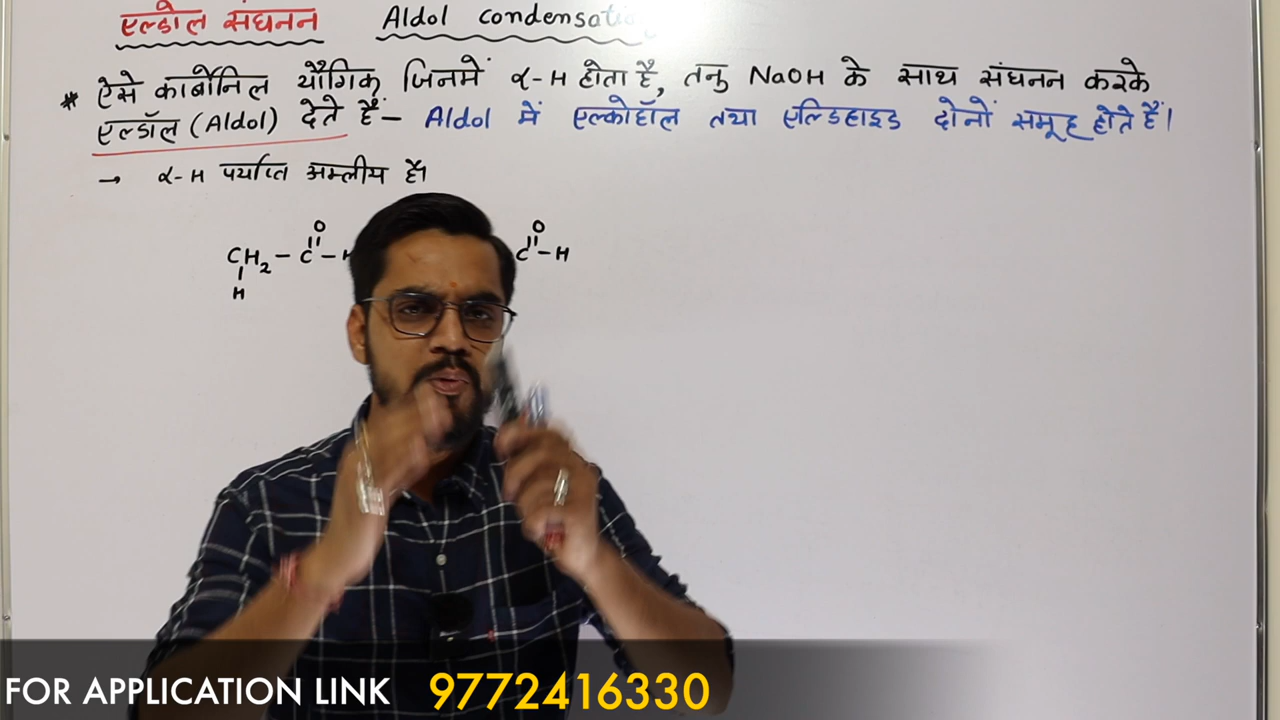 एल्डोल संघनन Aldol condensatio
* ऐसे कार्बोनिल यौगिक जिनमें α-H होता है, तनु NaOH के साथ संघनन करके
एल्डॉल (Aldol) देते हैं- Aldol में एल्कोहॉल तथा एल्डिहाइड दोनों समूह होते हैं।
→ α-H पर्याप्त अम्लीय है।
O O
CH₂ - C - H C - H
H
FOR APPLICATION LINK 9772416330